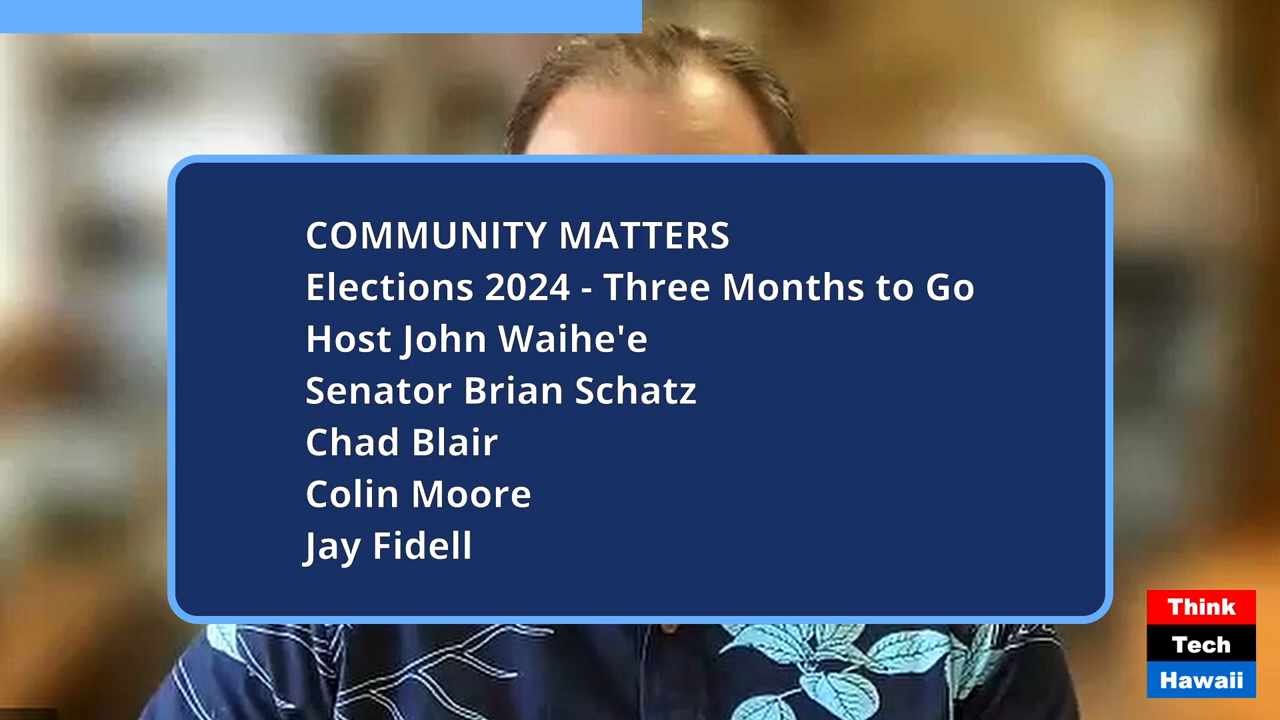 COMMUNITY MATTERS
Elections 2024 - Three Months to Go
Host John Waihe'e
Senator Brian Schatz
Chad Blair
Colin Moore
Jay Fidell
Think
Tech
Hawaii